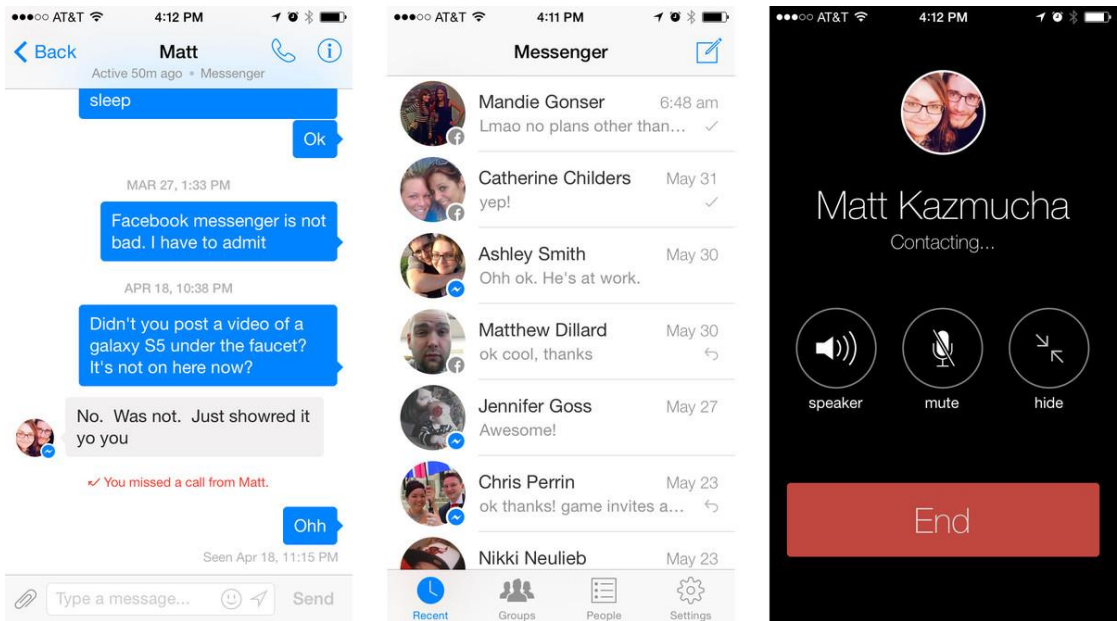 ●●●○○ AT&T 4:12 PM
Back Matt
Active 50m ago • Messenger
sleep
Ok
MAR 27, 1:33 PM
Facebook messenger is not
bad. I have to admit
APR 18, 10:38 PM
Didn't you post a video of a
galaxy S5 under the faucet?
It's not on here now?
No. Was not. Just showred it
yo you
You missed a call from Matt.
Ohh
Seen Apr 18, 11:15 PM
Type a message... Send
●●●○○ AT&T 4:11 PM
Messenger
Mandie Gonser 6:48 am
Lmao no plans other than...
Catherine Childers May 31
yep!
Ashley Smith May 30
Ohh ok. He's at work.
Matthew Dillard May 30
ok cool, thanks
Jennifer Goss May 27
Awesome!
Chris Perrin May 23
ok thanks! game invites a...
Nikki Neulieb May 23
Recent Groups People Settings
●●●○○ AT&T 4:12 PM
Matt Kazmucha
Contacting...
speaker mute hide
End